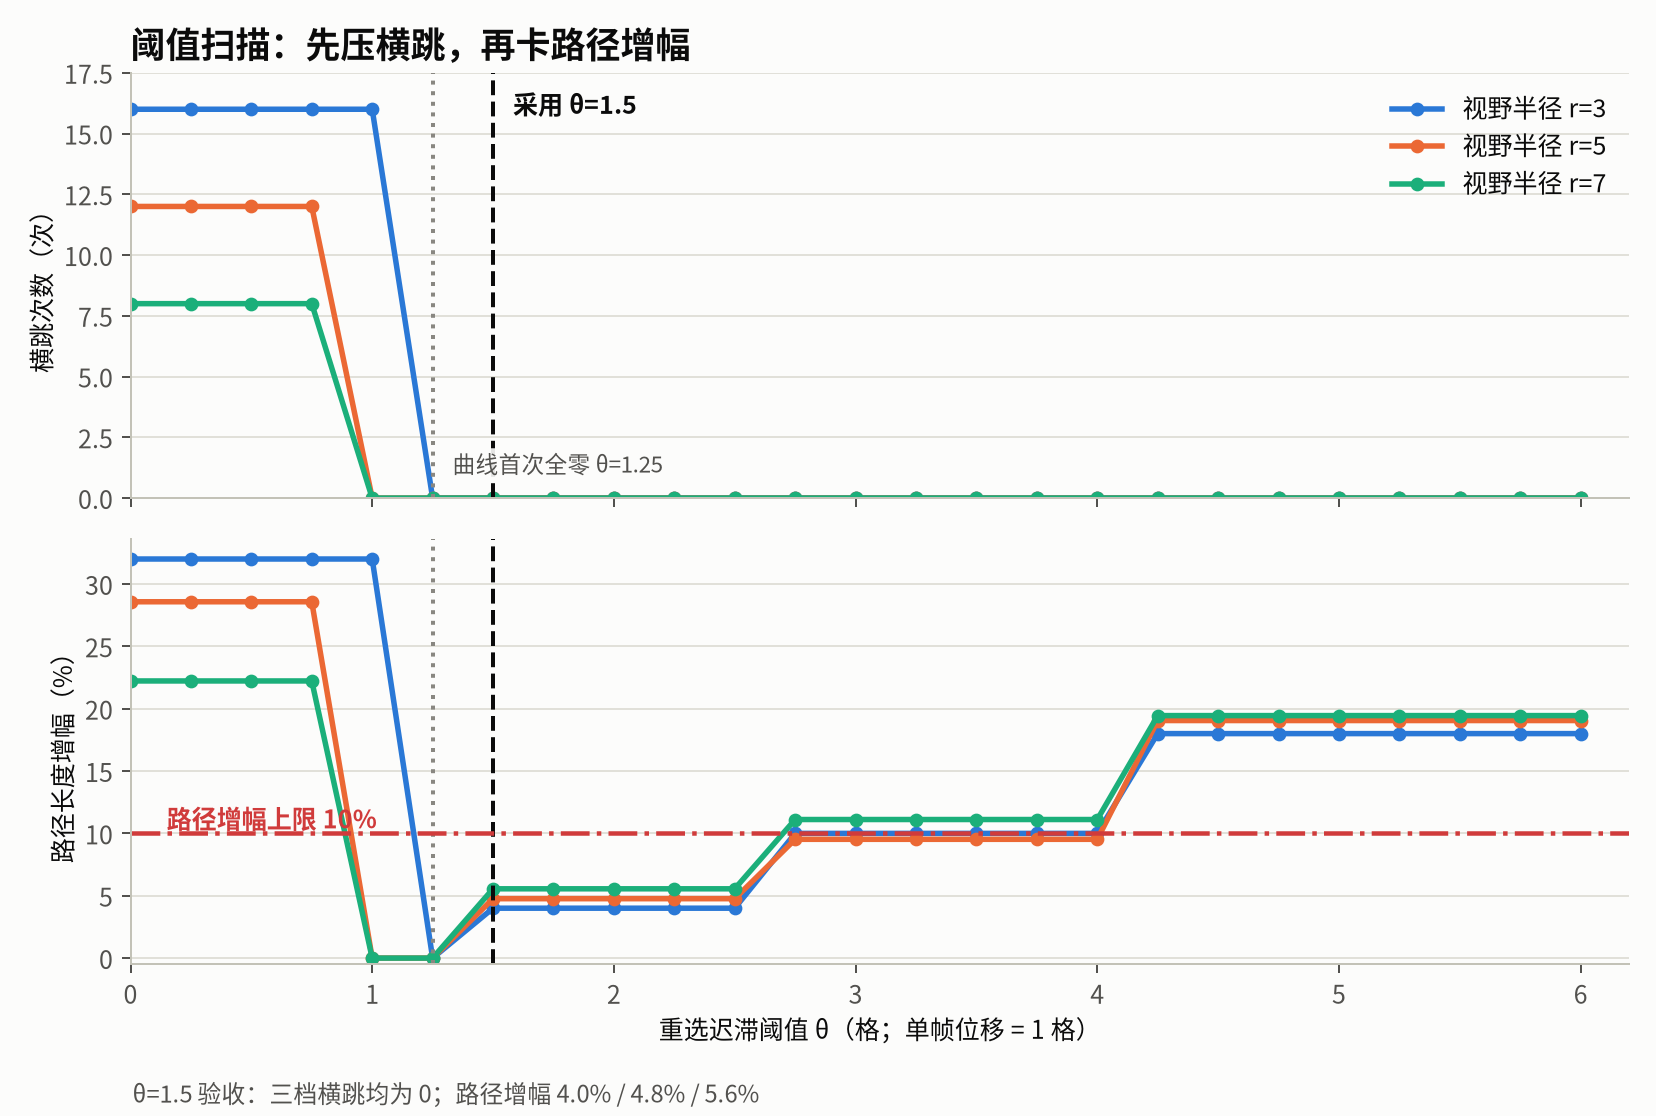 阈值扫描：先压横跳，再卡路径增幅
17.5
15.0
12.5
10.0
7.5
5.0
2.5
0.0
横跳次数（次）
采用 θ=1.5
视野半径 r=3
视野半径 r=5
视野半径 r=7
曲线首次全零 θ=1.25
30
25
20
15
10
5
0
路径长度增幅（%）
路径增幅上限 10%
0 1 2 3 4 5 6
重选迟滞阈值 θ（格；单帧位移 = 1 格）
θ=1.5 验收：三档横跳均为 0；路径增幅 4.0% / 4.8% / 5.6%